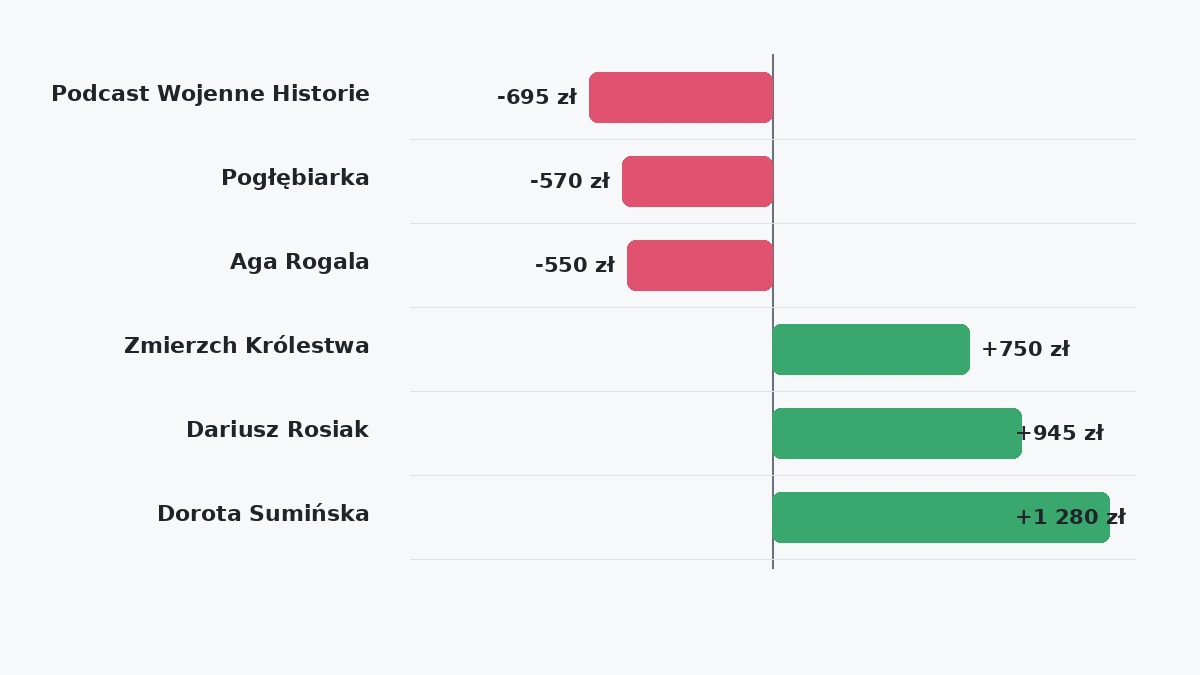 Podcast Wojenne Historie -695 zł
Pogłębiarka -570 zł
Aga Rogala -550 zł
Zmierzch Królestwa +750 zł
Dariusz Rosiak +945 zł
Dorota Sumińska +1 280 zł